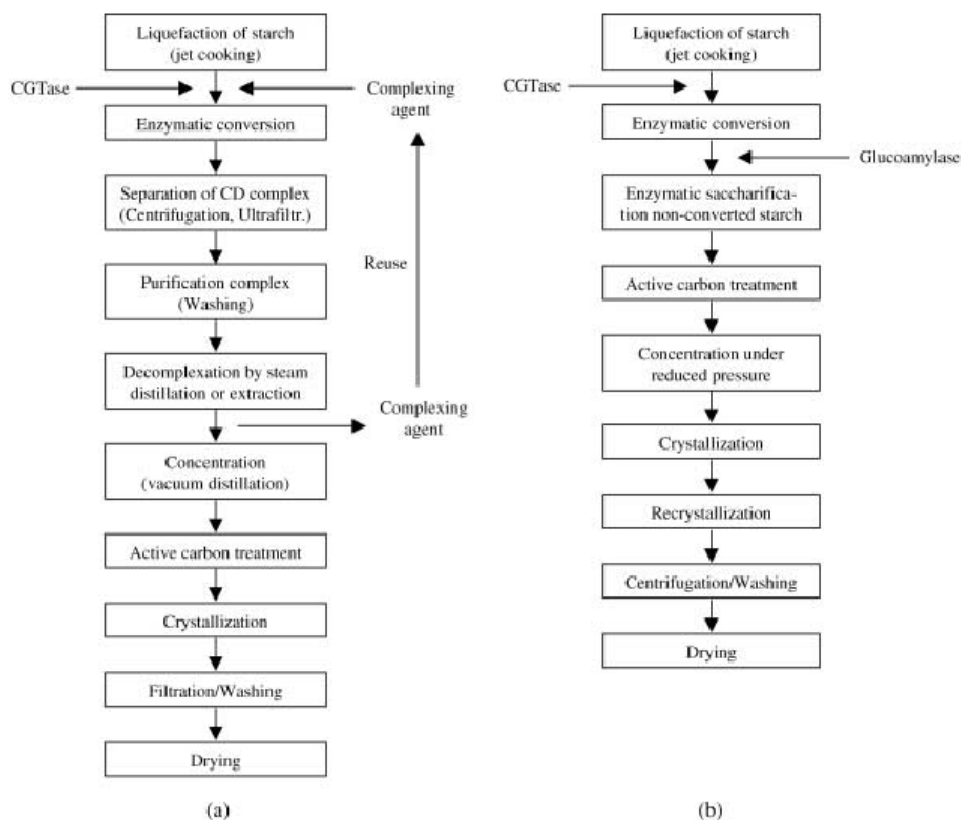 Liquefaction of starch
(jet cooking)
CGTase
Complexing
agent
Enzymatic conversion
Separation of CD complex
(Centrifugation, Ultrafiltr.)
Reuse
Purification complex
(Washing)
Decomplexation by steam
distillation or extraction
Complexing
agent
Concentration
(vacuum distillation)
Active carbon treatment
Crystallization
Filtration/Washing
Drying
(a)
Liquefaction of starch
(jet cooking)
CGTase
Enzymatic conversion
Glucoamylase
Enzymatic saccharifica-
tion non-converted starch
Active carbon treatment
Concentration under
reduced pressure
Crystallization
Recrystallization
Centrifugation/Washing
Drying
(b)